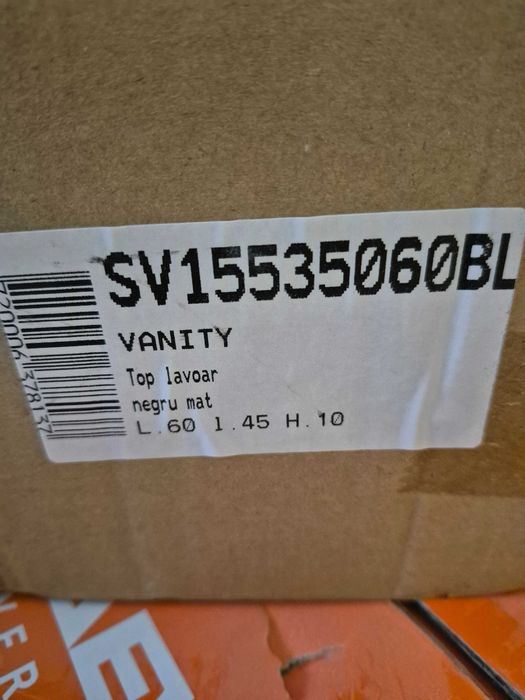 SV15535060BL
VANITY
Top lavoar
negru mat
L.60 l.45 H.10